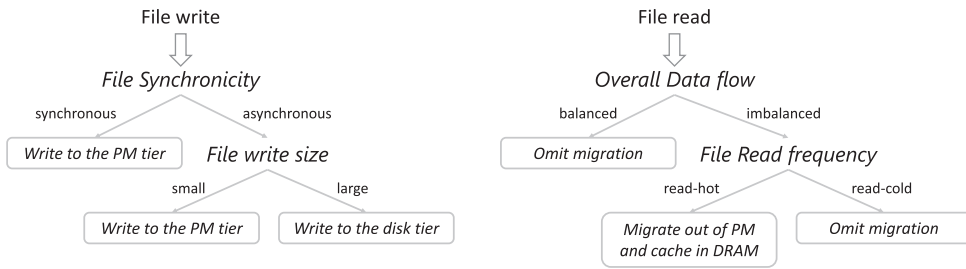 File write
File Synchronicity
synchronous
asynchronous
Write to the PM tier
File write size
small
large
Write to the PM tier
Write to the disk tier
File read
Overall Data flow
balanced
imbalanced
Omit migration
File Read frequency
read-hot
read-cold
Migrate out of PM
and cache in DRAM
Omit migration